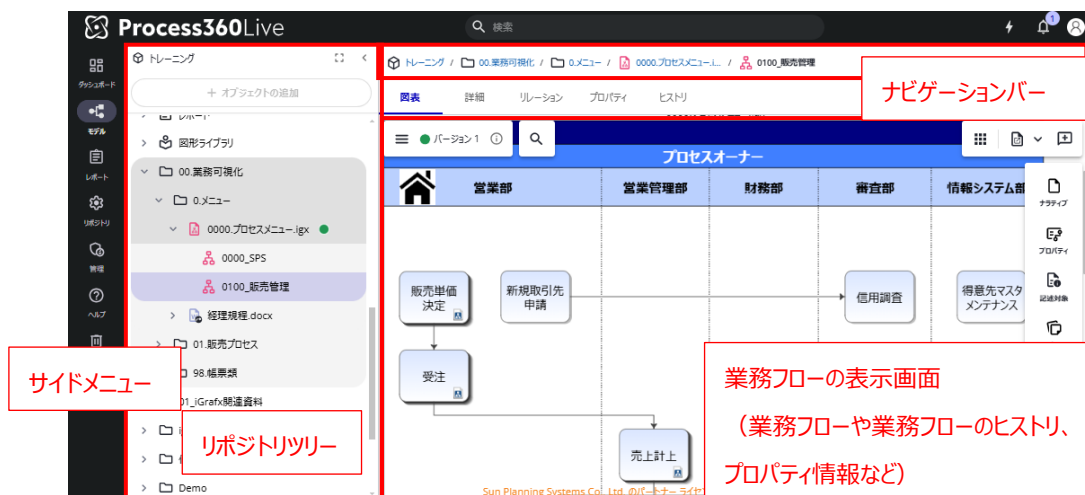 Process360Live
検索
1
ダッシュボード
モデル
レポート
リポジトリ
管理
ヘルプ
トレーニング
+ オブジェクトの追加
レポート
図形ライブラリ
00.業務可視化
0.メニュー
0000.プロセスメニュー.igx
0000_SPS
0100_販売管理
経理規程.docx
01.販売プロセス
98.帳票類
01_iGrafx関連資料
Demo
サイドメニュー
リポジトリツリー
トレーニング / 00.業務可視化 / 0.メニュー / 0000.プロセスメニュー.i... / 0100_販売管理
ナビゲーションバー
図表 詳細 リレーション プロパティ ヒストリ
バージョン 1
プロセスオーナー
営業部 営業管理部 財務部 審査部 情報システム部
ナラティブ
プロパティ
記述対象
販売単価
決定
新規取引先
申請
信用調査
得意先マスタ
メンテナンス
受注
売上計上
業務フローの表示画面
（業務フローや業務フローのヒストリ、
プロパティ情報など）
Sun Planning Systems Co., Ltd. のパートナー ライセ